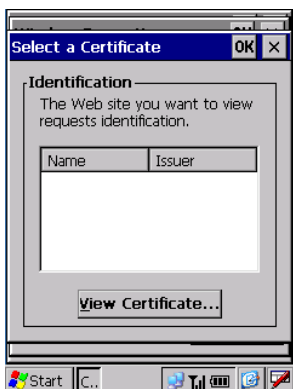 Select a Certificate OK
Identification
The Web site you want to view
requests identification.
Name Issuer
View Certificate...
Start C..